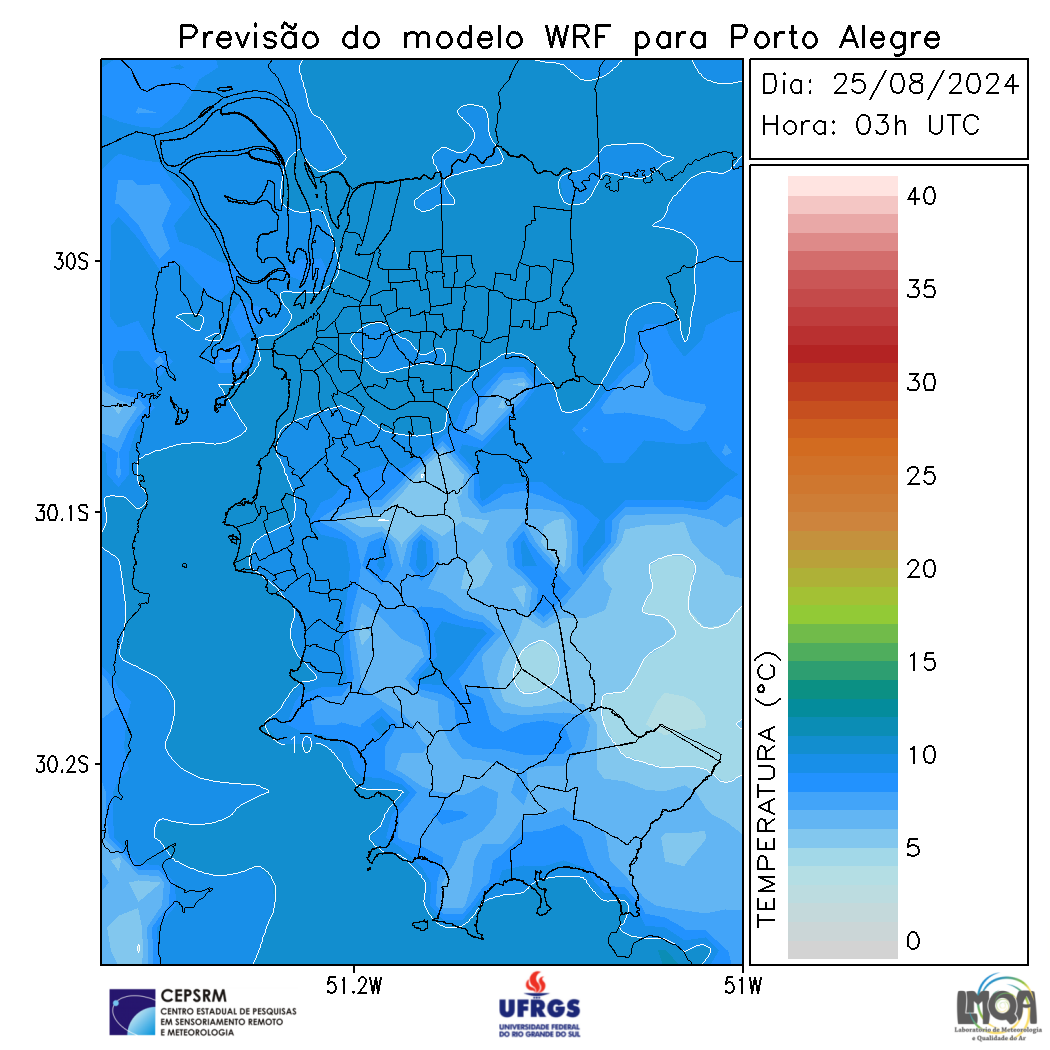 Previsão do modelo WRF para Porto Alegre
Dia: 25/08/2024
Hora: 03h UTC
40
35
30
25
20
15
10
5
0
TEMPERATURA (°C)
30S
30.1S
30.2S
10
51.2W
51W
CEPSRM
CENTRO ESTADUAL DE PESQUISAS
EM SENSORIAMENTO REMOTO
E METEOROLOGIA
UFRGS
UNIVERSIDADE FEDERAL
DO RIO GRANDE DO SUL
LMQA
Laboratório de Meteorologia
e Qualidade do Ar